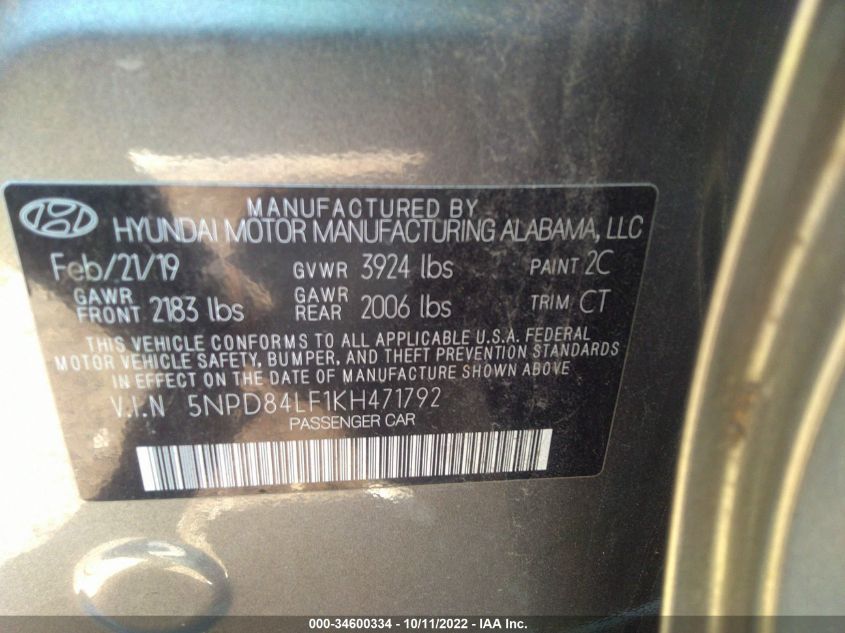 MANUFACTURED BY
HYUNDAI MOTOR MANUFACTURING ALABAMA, LLC
Feb/21/19 GVWR 3924 lbs PAINT 2C
GAWR FRONT 2183 lbs GAWR REAR 2006 lbs TRIM CT
THIS VEHICLE CONFORMS TO ALL APPLICABLE U.S.A. FEDERAL
MOTOR VEHICLE SAFETY, BUMPER, AND THEFT PREVENTION STANDARDS
IN EFFECT ON THE DATE OF MANUFACTURE SHOWN ABOVE
V.I.N 5NPD84LF1KH471792
PASSENGER CAR
000-34600334 - 10/11/2022 - IAA Inc.